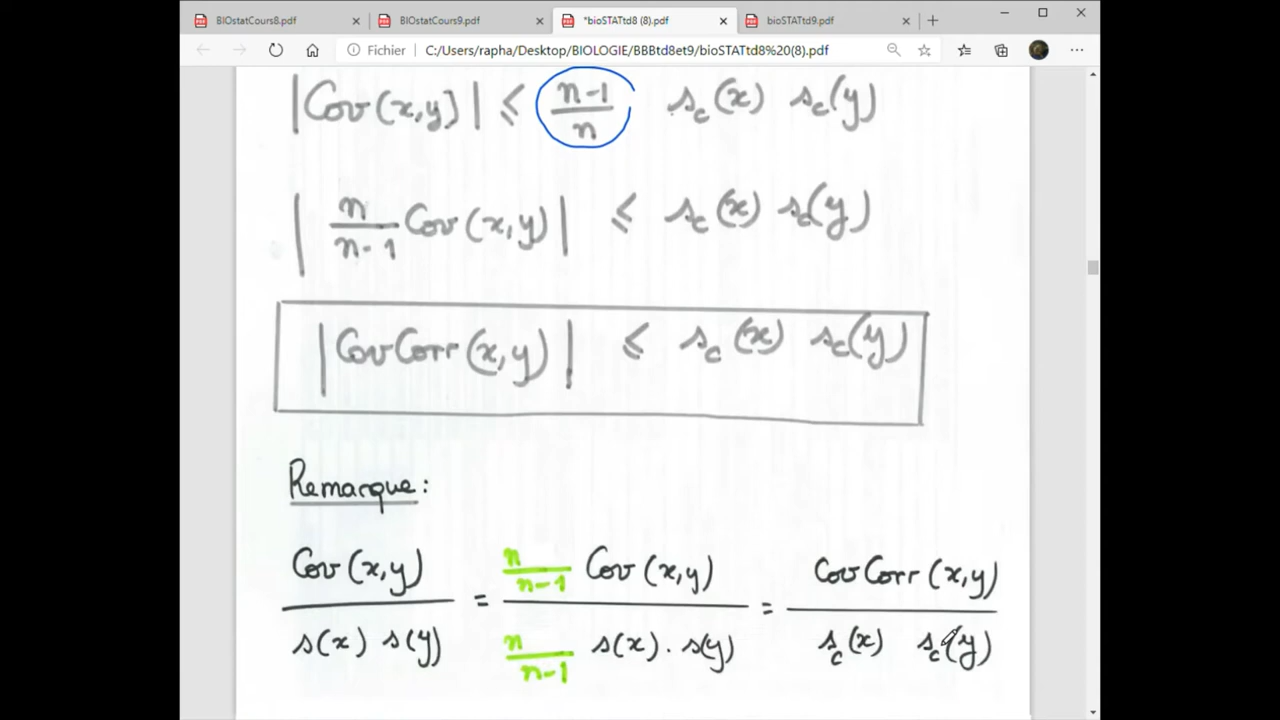 BIOstatCours8.pdf BIOstatCours9.pdf *bioSTATtd8 (8).pdf bioSTATtd9.pdf
Fichier C:/Users/rapha/Desktop/BIOLOGIE/BBBtd8et9/bioSTATtd8%20(8).pdf
|Cov(x,y)| ≤ (n-1)/n s_c(x) s_c(y)
|n/(n-1) Cov(x,y)| ≤ s_c(x) s_c(y)
|CovCorr(x,y)| ≤ s_c(x) s_c(y)
Remarque:
Cov(x,y) / s(x) s(y) = n/(n-1) Cov(x,y) / n/(n-1) s(x).s(y) = CovCorr(x,y) / s_c(x) s_c(y)